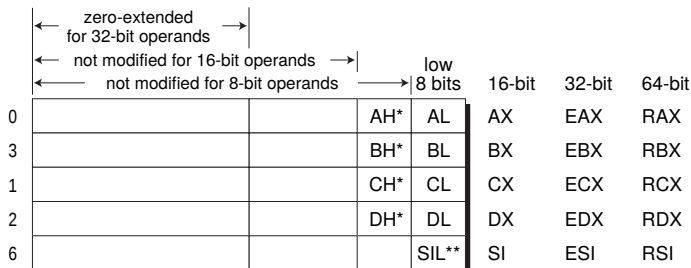 zero-extended
for 32-bit operands
not modified for 16-bit operands
low
not modified for 8-bit operands 8 bits 16-bit 32-bit 64-bit
0 AH* AL AX EAX RAX
3 BH* BL BX EBX RBX
1 CH* CL CX ECX RCX
2 DH* DL DX EDX RDX
6 SIL** SI ESI RSI